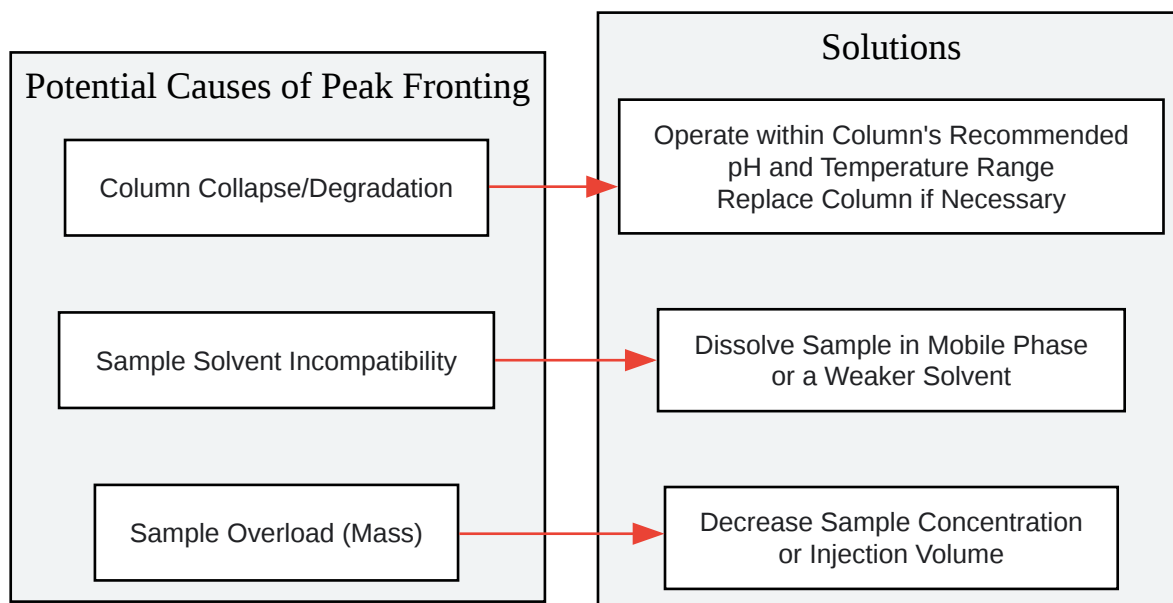 Potential Causes of Peak Fronting
Column Collapse/Degradation
Sample Solvent Incompatibility
Sample Overload (Mass)
Solutions
Operate within Column's Recommended
pH and Temperature Range
Replace Column if Necessary
Dissolve Sample in Mobile Phase
or a Weaker Solvent
Decrease Sample Concentration
or Injection Volume